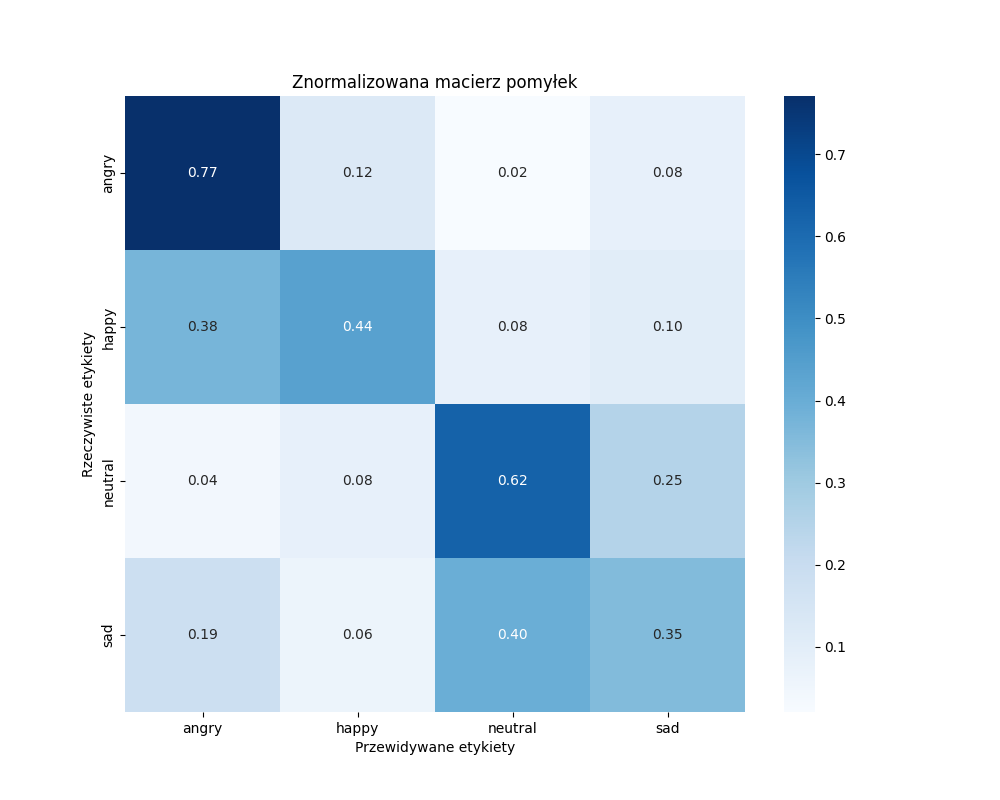 Znormalizowana macierz pomyłek
Rzeczywiste etykiety
angry
0.77 0.12 0.02 0.08
happy
0.38 0.44 0.08 0.10
neutral
0.04 0.08 0.62 0.25
sad
0.19 0.06 0.40 0.35
angry happy neutral sad
Przewidywane etykiety
0.7
0.6
0.5
0.4
0.3
0.2
0.1